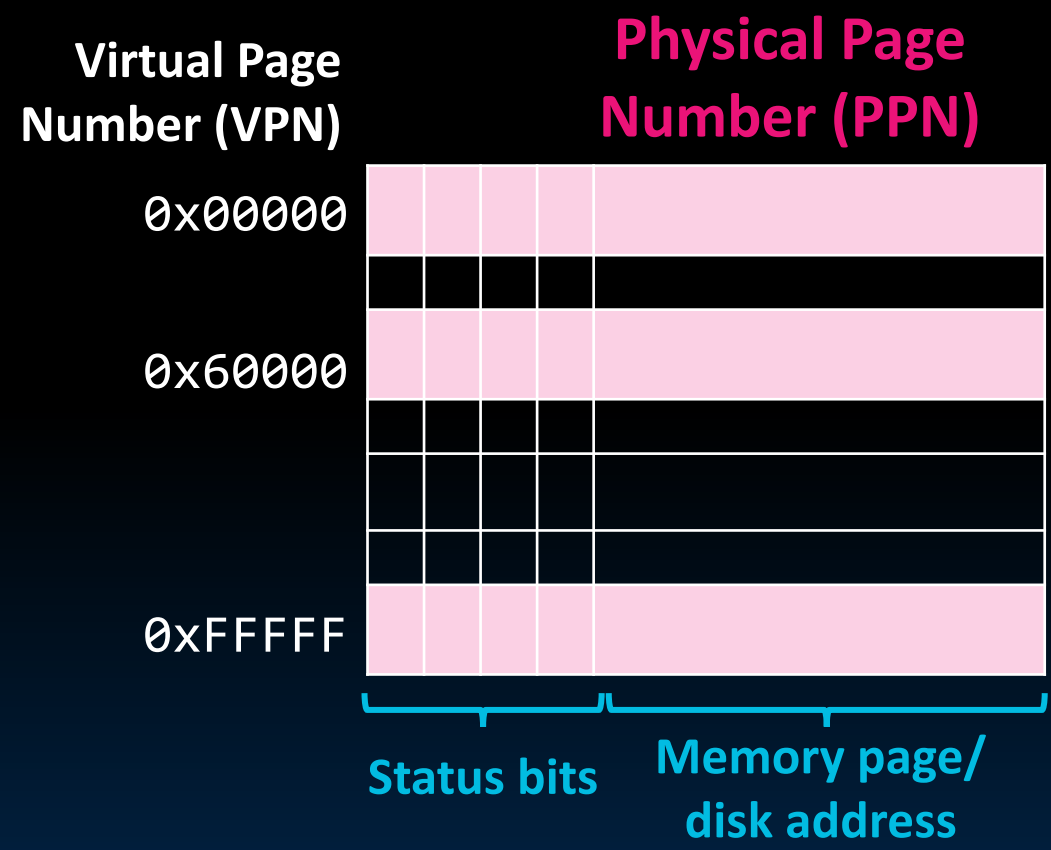 Virtual Page
Number (VPN)
Physical Page
Number (PPN)
0x00000
0x60000
0xFFFFF
Status bits
Memory page/
disk address